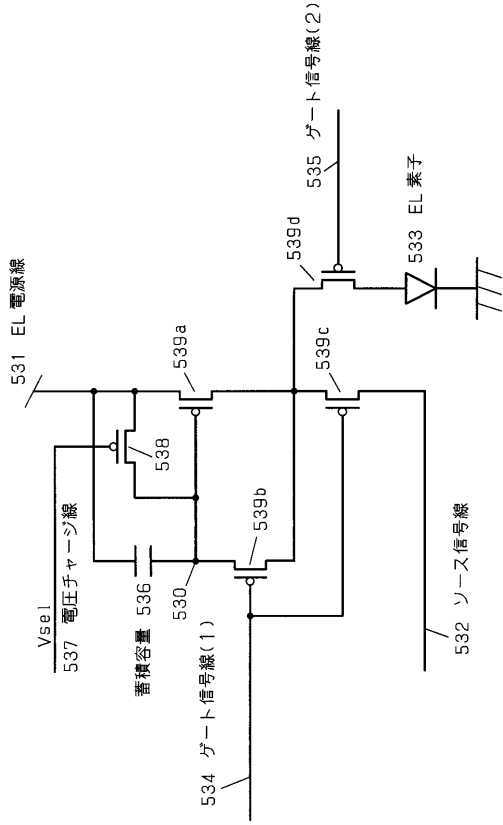 531 EL 電源線
Vsel
537 電圧チャージ線
538
539a
蓄積容量 536
530
539b
539c
539d
534 ゲート信号線(1)
535 ゲート信号線(2)
533 EL 素子
532 ソース信号線